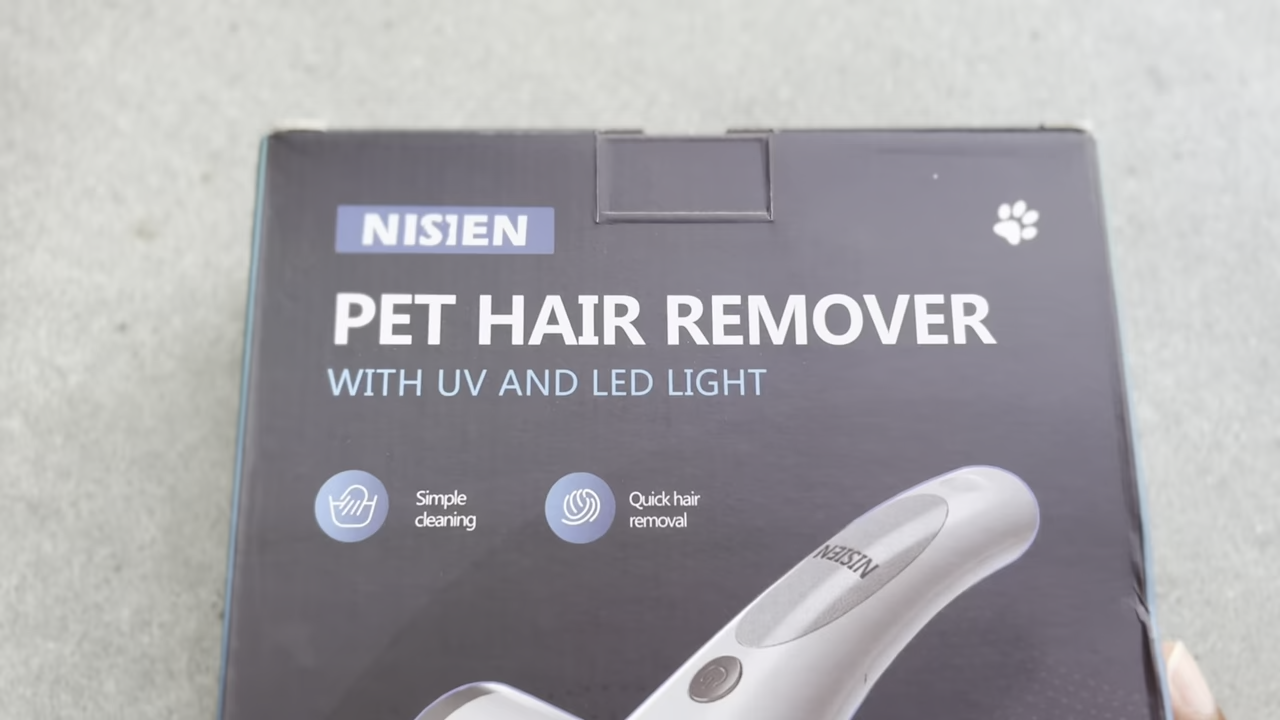 NISIEN
PET HAIR REMOVER
WITH UV AND LED LIGHT
Simple
cleaning
Quick hair
removal
NISIEN